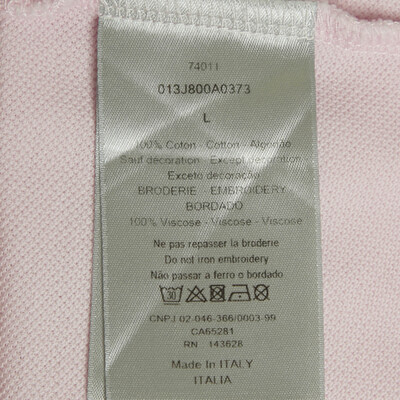 74011
013J800A0373
L
100% Coton - Cotton - Algodão
Sauf decoration - Except decoration
Exceto decoração
BRODERIE - EMBROIDERY
BORDADO
100% Viscose - Viscose - Viscose
Ne pas repasser la broderie
Do not iron embroidery
Não passar a ferro o bordado
30
CNPJ 02-046-366/0003-99
CA65281
RN 143628
Made In ITALY
ITALIA